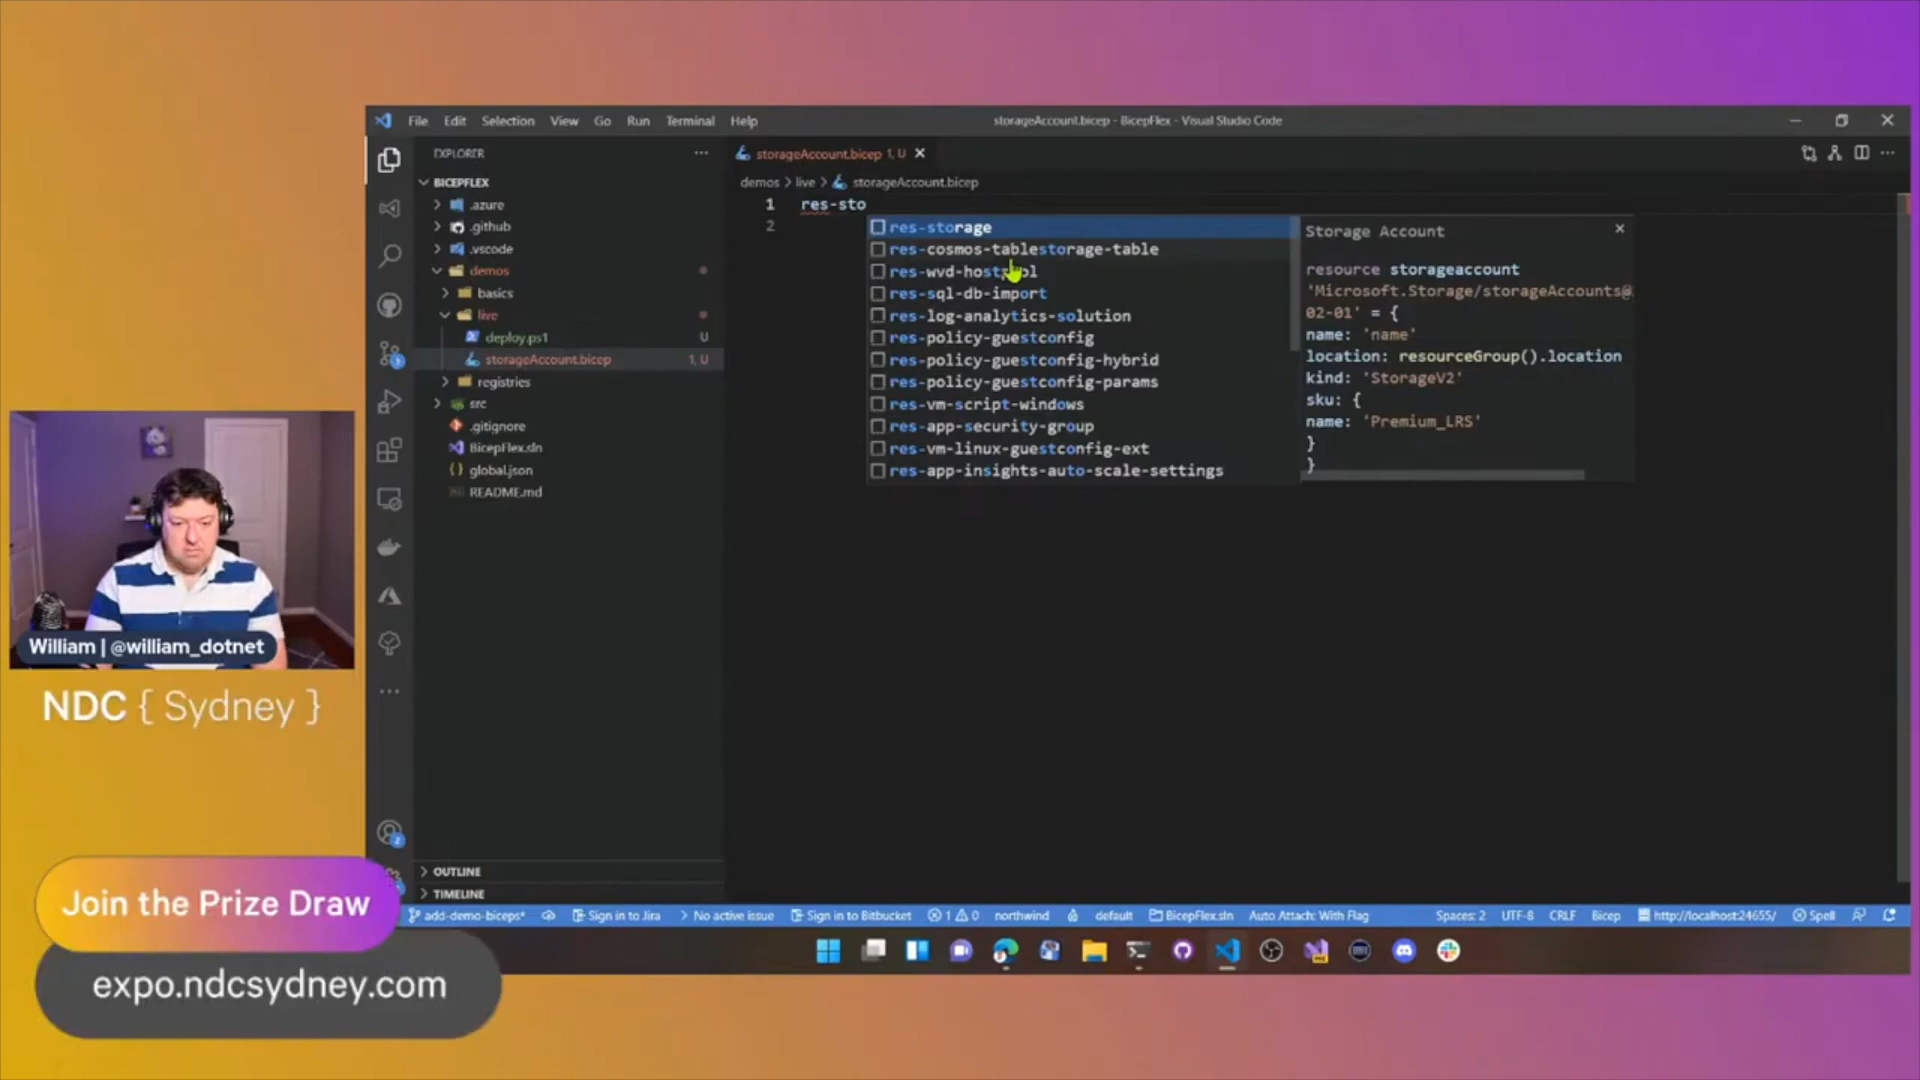 File Edit Selection View Go Run Terminal Help
storageAccount.bicep - BicepFlex - Visual Studio Code
EXPLORER
BICEPFLEX
.azure
.github
.vscode
demos
basics
live
deploy.ps1 U
storageAccount.bicep 1, U
registries
src
.gitignore
BicepFlex.sln
global.json
README.md
OUTLINE
TIMELINE
storageAccount.bicep 1, U
demos > live > storageAccount.bicep
1 res-sto
2
res-storage
res-cosmos-tablestorage-table
res-sql-db-import
res-log-analytics-solution
res-policy-guestconfig
res-policy-guestconfig-hybrid
res-policy-guestconfig-params
res-vm-script-windows
res-app-security-group
res-vm-linux-guestconfig-ext
res-app-insights-auto-scale-settings
Storage Account
resource storageaccount
'Microsoft.Storage/storageAccounts@
02-01' = {
name: 'name'
location: resourceGroup().location
kind: 'StorageV2'
sku: {
name: 'Premium_LRS'
}
}
add-demo-biceps* Sign in to Jira No active issue Sign in to Bitbucket 1 0 northwind default BicepFlex.sln Auto Attach: With Flag Spaces: 2 UTF-8 CRLF Bicep http://localhost:24655/ Spell
William | @william_dotnet
NDC { Sydney }
Join the Prize Draw
expo.ndcsydney.com